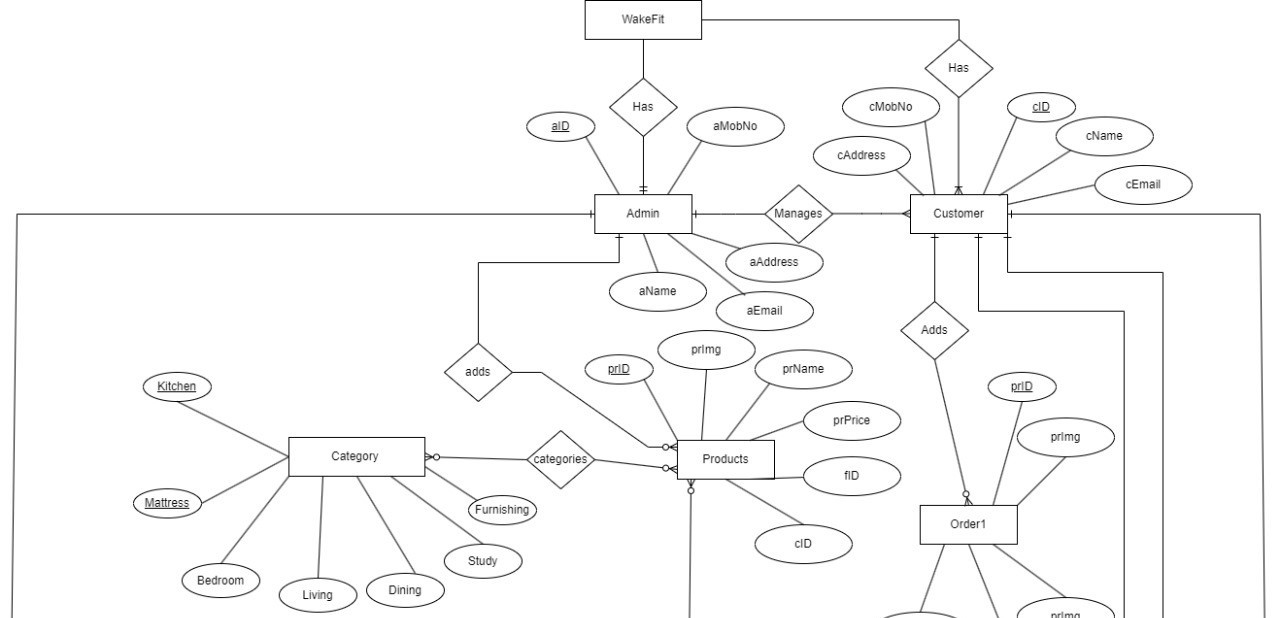 WakeFit
Has
Has
aID
aMobNo
cMobNo
cID
cName
cAddress
cEmail
Admin
Manages
Customer
aAddress
aName
aEmail
Adds
adds
prID
prImg
prName
prID
Kitchen
prPrice
prImg
Category
categories
Products
fID
Mattress
Furnishing
Order1
cID
Study
Bedroom
Living
Dining
prImg